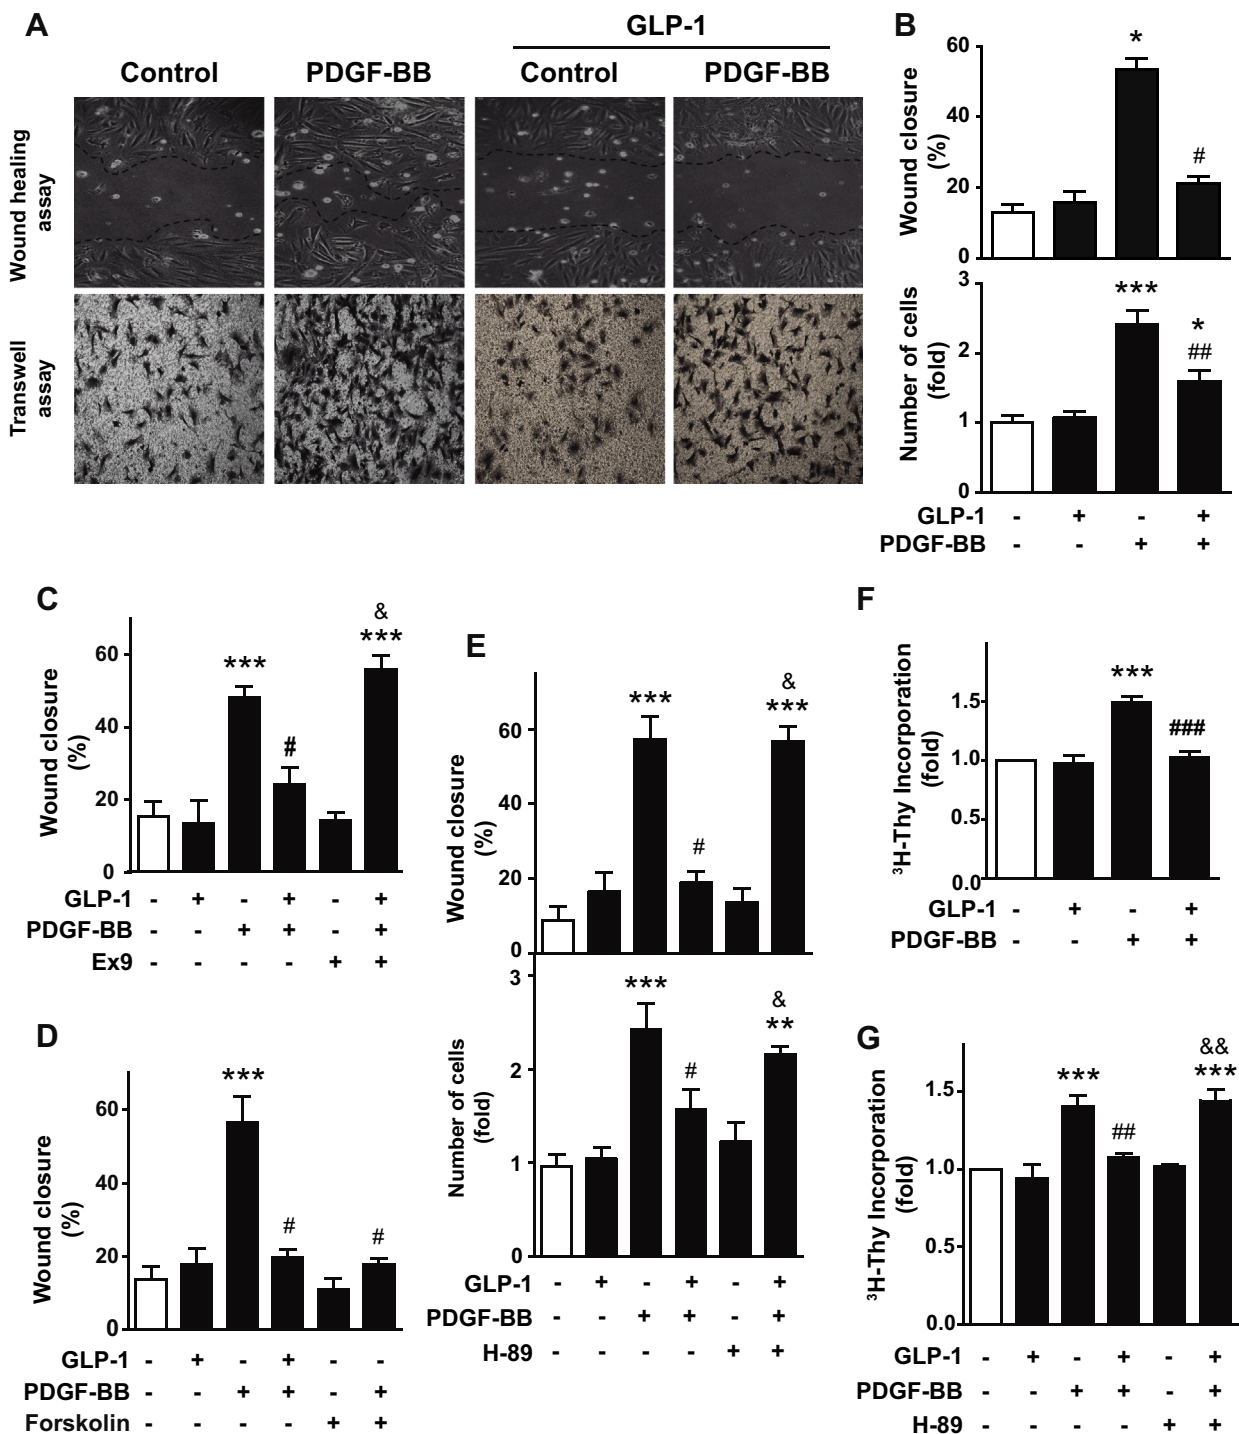 A
GLP-1
Control PDGF-BB Control PDGF-BB
Wound healing
assay
Transwell
assay
B
Wound closure
(%)
60
40
20
0
*
#
Number of cells
(fold)
3
2
1
0
***
*
##
GLP-1 - + - +
PDGF-BB - - + +
C
Wound closure
(%)
60
40
20
0
***
#
&
***
GLP-1 - + - + - +
PDGF-BB - - + + - +
Ex9 - - - - + +
D
Wound closure
(%)
60
40
20
0
***
#
#
GLP-1 - + - + - -
PDGF-BB - - + + - +
Forskolin - - - - + +
E
Wound closure
(%)
60
40
20
0
***
#
&
***
Number of cells
(fold)
3
2
1
0
***
#
&
**
GLP-1 - + - + - +
PDGF-BB - - + + - +
H-89 - - - - + +
F
³H-Thy Incorporation
(fold)
1.5
1.0
0.5
0.0
***
###
GLP-1 - + - +
PDGF-BB - - + +
G
³H-Thy Incorporation
(fold)
1.5
1.0
0.5
0.0
***
##
&&
***
GLP-1 - + - + - +
PDGF-BB - - + + - +
H-89 - - - - + +